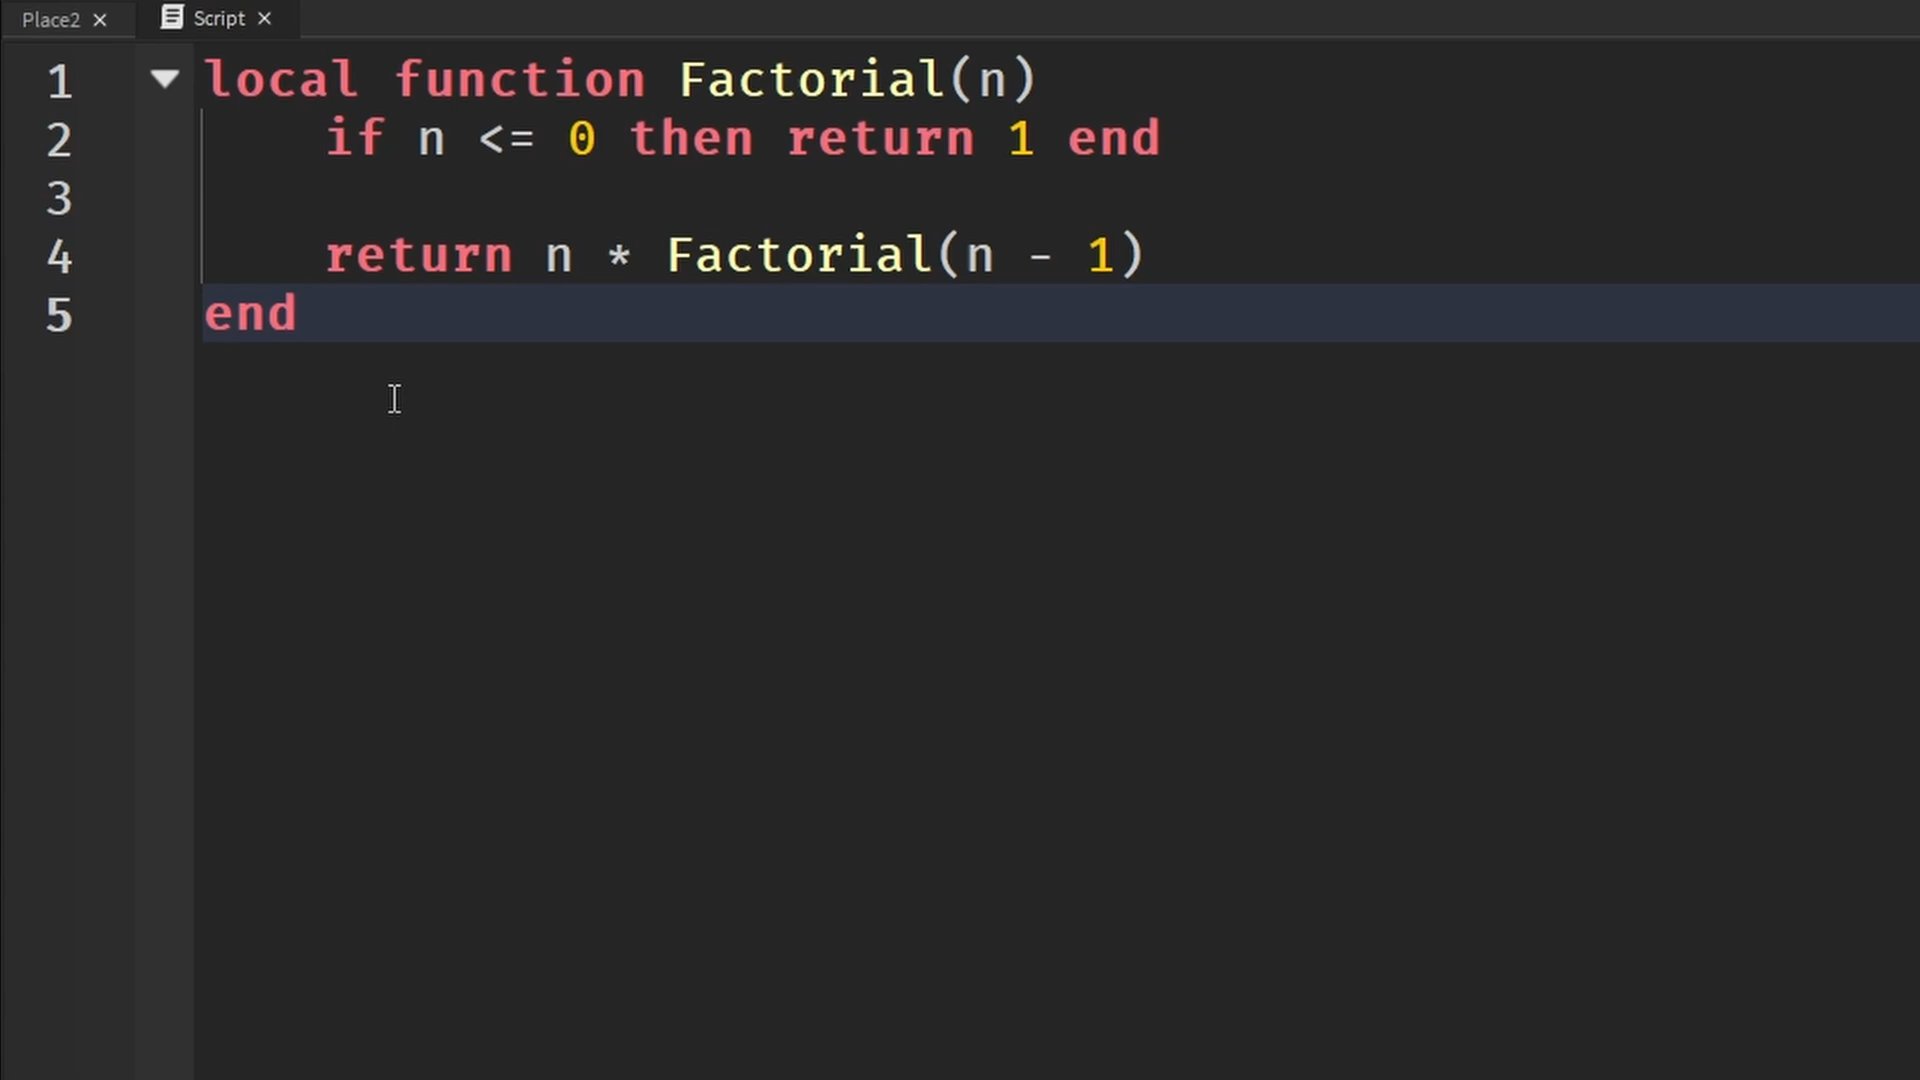 Place2 Script
1 local function Factorial(n)
2 if n <= 0 then return 1 end
3
4 return n * Factorial(n - 1)
5 end